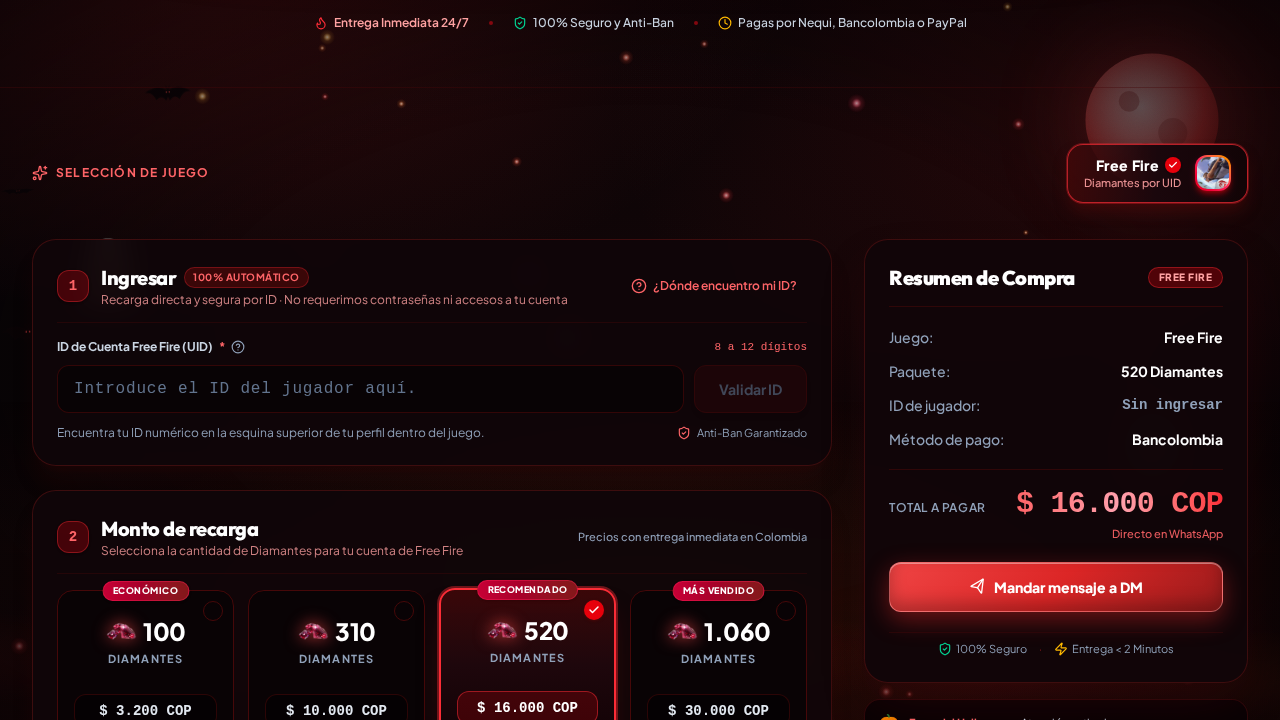 Entrega Inmediata 24/7
100% Seguro y Anti-Ban
Pagas por Nequi, Bancolombia o PayPal
SELECCIÓN DE JUEGO
Free Fire
Diamantes por UID
1
Ingresar
100% AUTOMÁTICO
Recarga directa y segura por ID · No requerimos contraseñas ni accesos a tu cuenta
¿Dónde encuentro mi ID?
ID de Cuenta Free Fire (UID) *
8 a 12 dígitos
Introduce el ID del jugador aquí.
Validar ID
Encuentra tu ID numérico en la esquina superior de tu perfil dentro del juego.
Anti-Ban Garantizado
2
Monto de recarga
Selecciona la cantidad de Diamantes para tu cuenta de Free Fire
Precios con entrega inmediata en Colombia
ECONÓMICO
100
DIAMANTES
$ 3.200 COP
310
DIAMANTES
$ 10.000 COP
RECOMENDADO
520
DIAMANTES
$ 16.000 COP
MÁS VENDIDO
1.060
DIAMANTES
$ 30.000 COP
Resumen de Compra
FREE FIRE
Juego: Free Fire
Paquete: 520 Diamantes
ID de jugador: Sin ingresar
Método de pago: Bancolombia
TOTAL A PAGAR $ 16.000 COP
Directo en WhatsApp
Mandar mensaje a DM
100% Seguro · Entrega < 2 Minutos